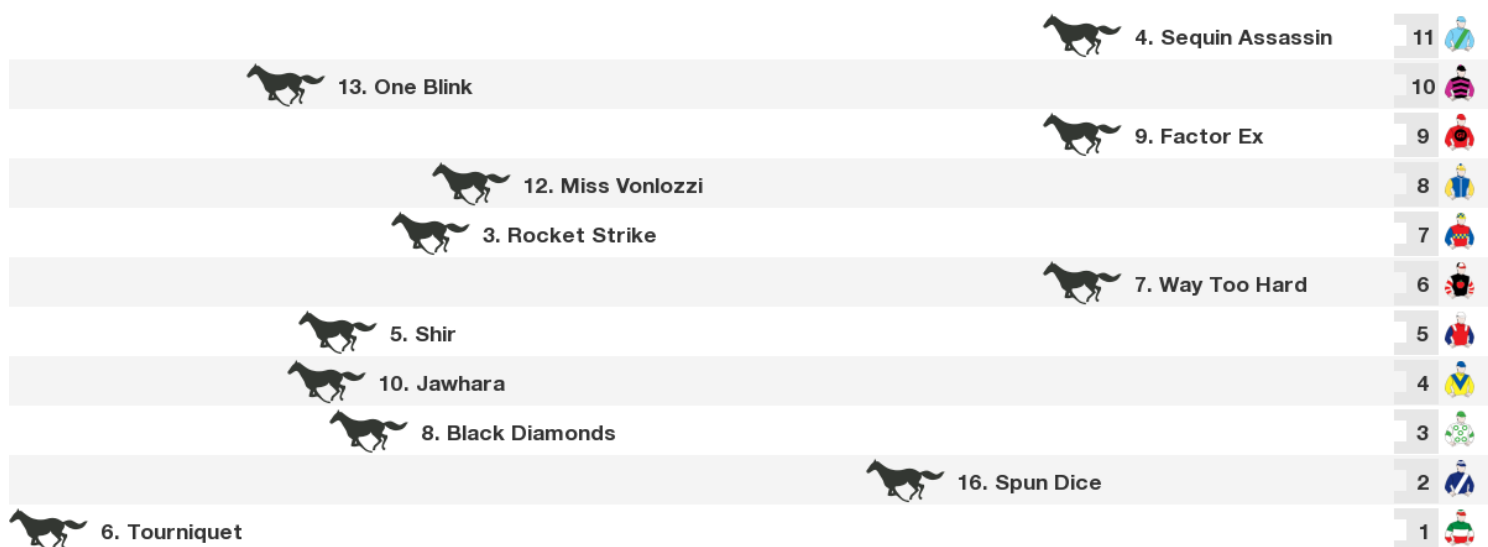 4. Sequin Assassin 11
13. One Blink 10
9. Factor Ex 9
12. Miss Vonlozzi 8
3. Rocket Strike 7
7. Way Too Hard 6
5. Shir 5
10. Jawhara 4
8. Black Diamonds 3
16. Spun Dice 2
6. Tourniquet 1